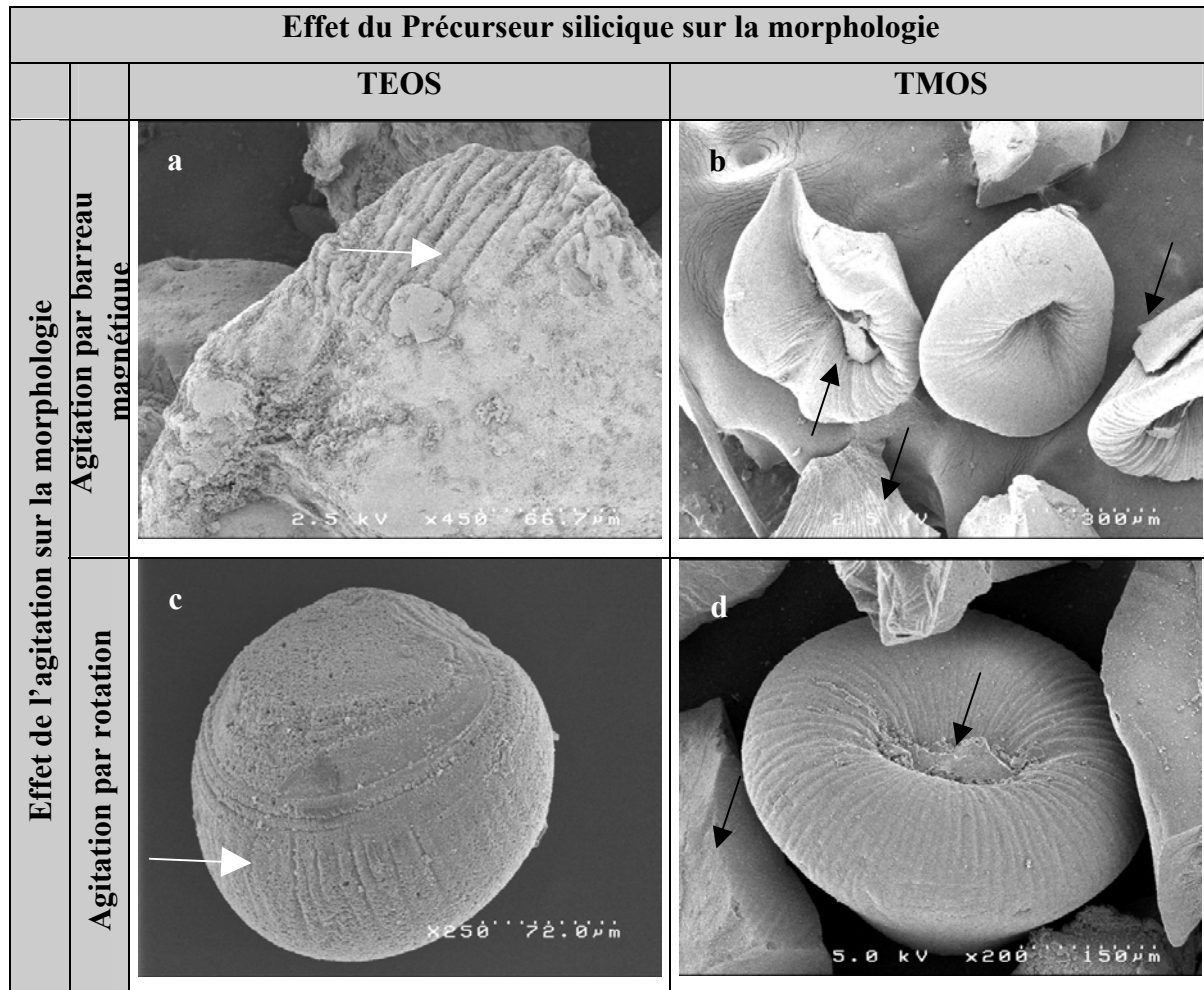 Effet du Précurseur silicique sur la morphologie
TEOS
TMOS
Effet de l'agitation sur la morphologie
Agitation par barreau
magnétique
a
2.5 kV x450 66.7µm
b
2.5 kV x100 300µm
Agitation par rotation
c
x250 72.0µm
d
5.0 kV x200 150µm